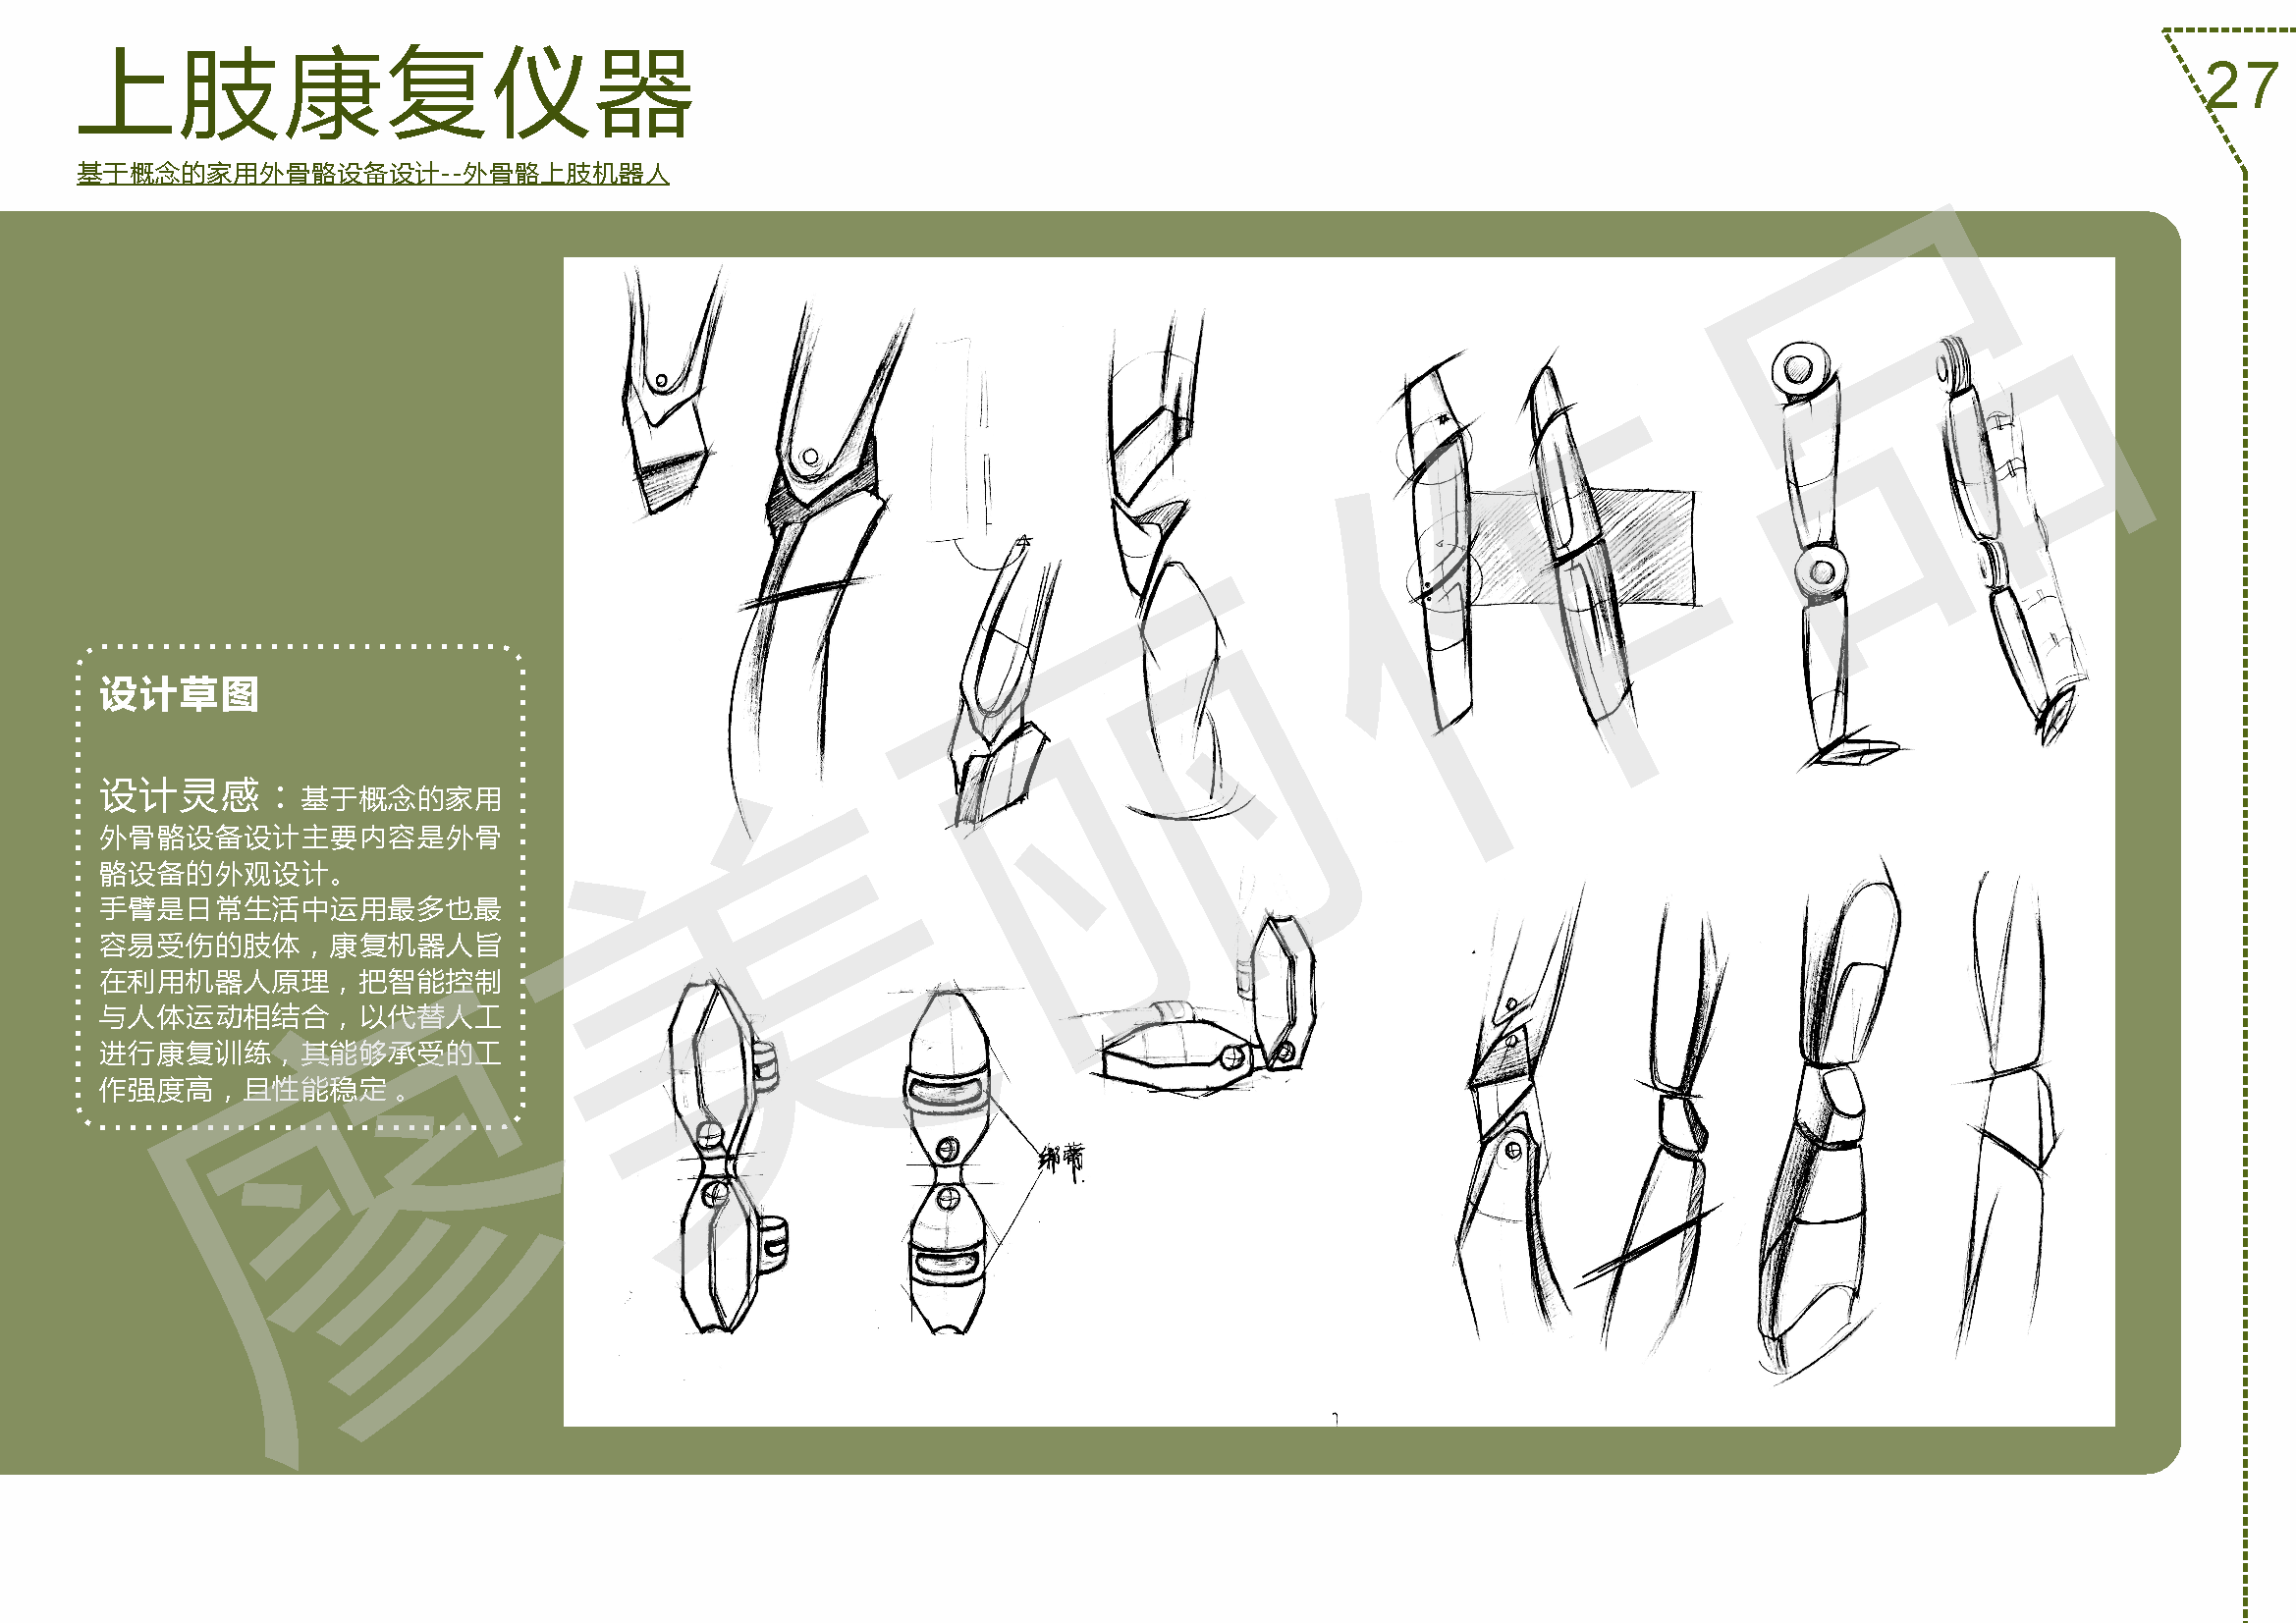 上肢康复仪器
27
基于概念的家用外骨骼设备设计--外骨骼上肢机器人
设计草图
设计灵感：基于概念的家用
外骨骼设备设计主要内容是外骨
骼设备的外观设计。
手臂是日常生活中运用最多也最
容易受伤的肢体，康复机器人旨
在利用机器人原理，把智能控制
与人体运动相结合，以代替人工
进行康复训练，其能够承受的工
作强度高，且性能稳定。
绑带
廖美丽作品